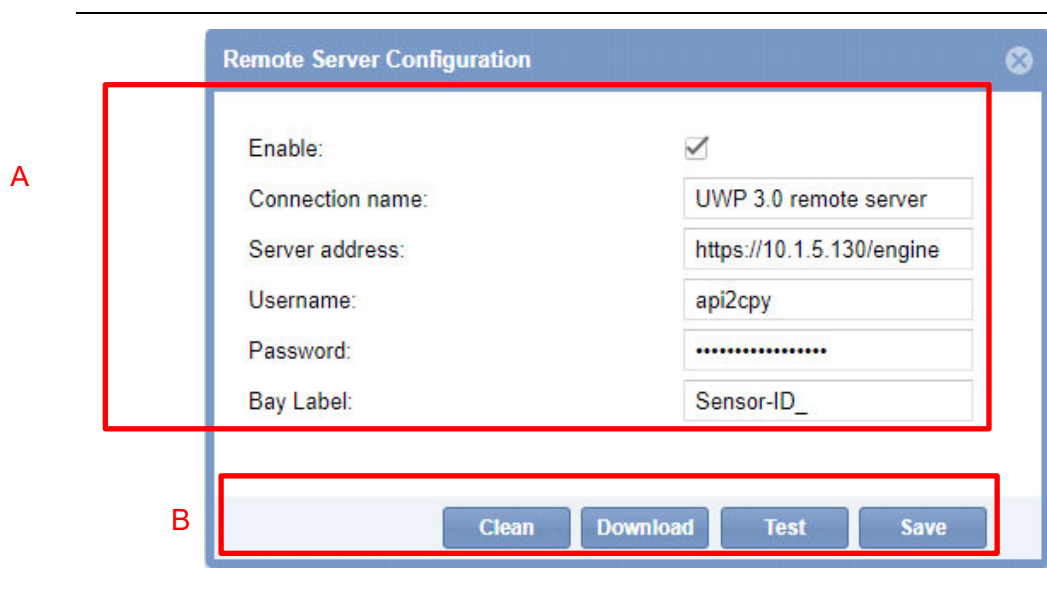 Remote Server Configuration
A
Enable:
Connection name: UWP 3.0 remote server
Server address: https://10.1.5.130/engine
Username: api2cpy
Password: •••••••••••••••••
Bay Label: Sensor-ID_
B
Clean Download Test Save